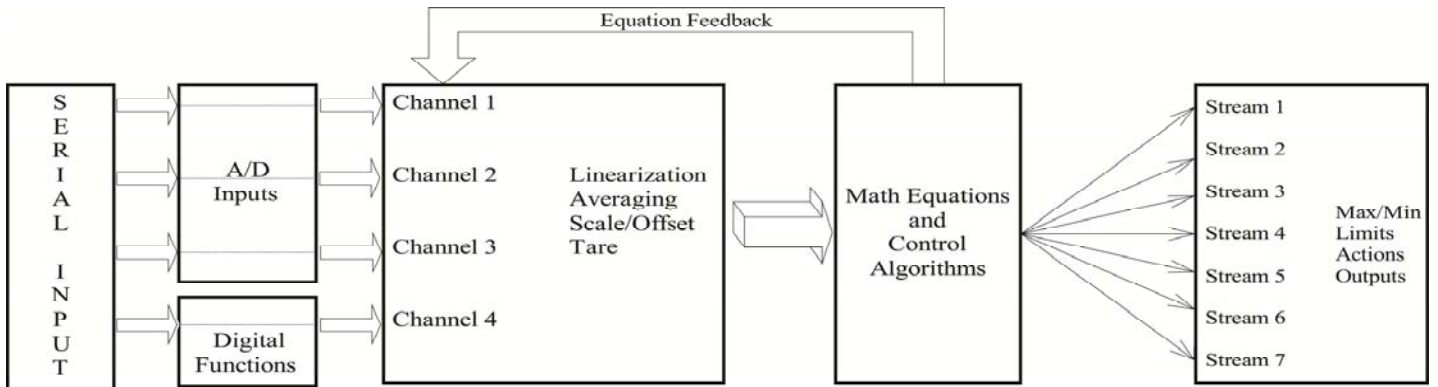 Equation Feedback
SERIAL INPUT
A/D
Inputs
Digital
Functions
Channel 1
Channel 2
Channel 3
Channel 4
Linearization
Averaging
Scale/Offset
Tare
Math Equations
and
Control
Algorithms
Stream 1
Stream 2
Stream 3
Stream 4
Stream 5
Stream 6
Stream 7
Max/Min
Limits
Actions
Outputs